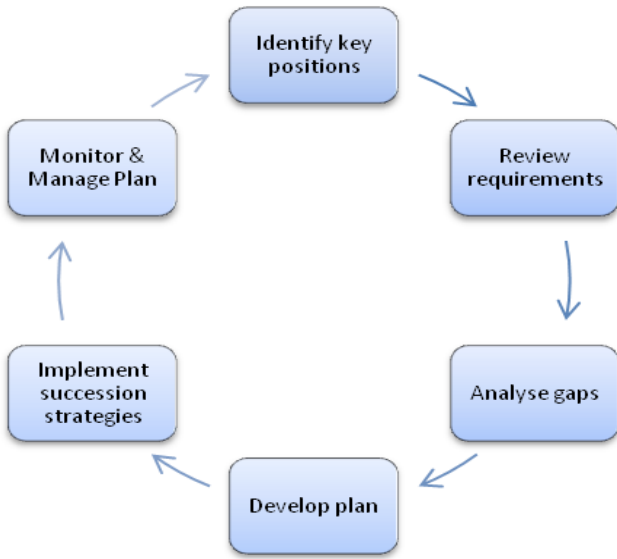 Identify key
positions
Review
requirements
Analyse gaps
Develop plan
Implement
succession
strategies
Monitor &
Manage Plan